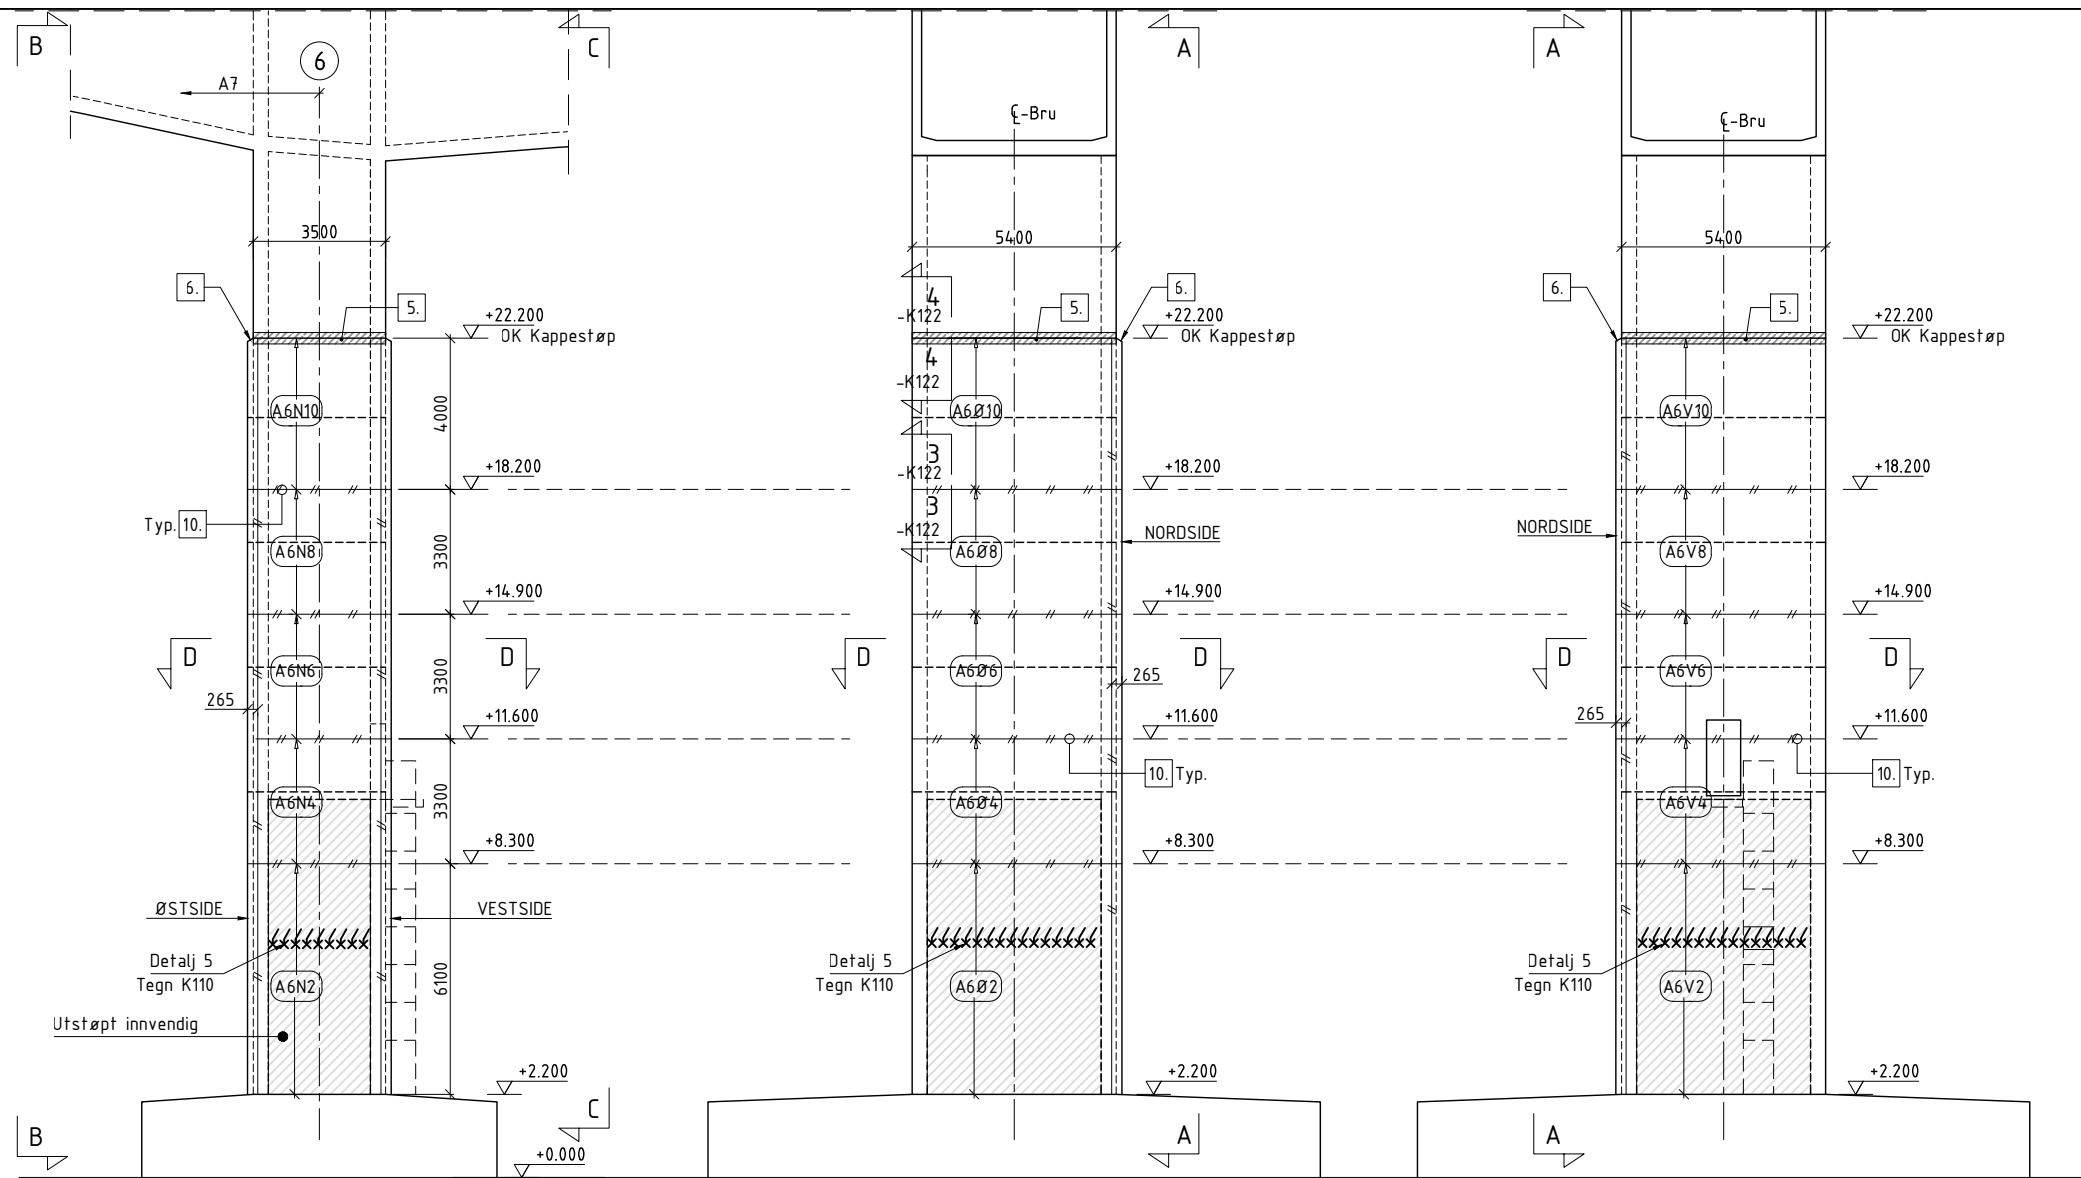 B
C
A
A
6
A7
℄-Bru
℄-Bru
3500
5400
5400
6.
5.
+22.200
OK Kappestøp
4
-K122
5.
6.
+22.200
OK Kappestøp
6.
5.
+22.200
OK Kappestøp
4
-K122
A6N10
4000
A6Ø10
A6V10
3
-K122
+18.200
+18.200
+18.200
Typ. 10.
3
-K122
NORDSIDE
NORDSIDE
A6N8
3300
A6Ø8
A6V8
+14.900
+14.900
+14.900
D
D
D
D
D
D
A6N6
3300
A6Ø6
A6V6
265
265
265
+11.600
+11.600
+11.600
10. Typ.
10. Typ.
A6N4
3300
A6Ø4
A6V4
+8.300
+8.300
+8.300
ØSTSIDE
VESTSIDE
Detalj 5
Tegn K110
Detalj 5
Tegn K110
Detalj 5
Tegn K110
A6N2
6100
A6Ø2
A6V2
Utstøpt innvendig
+2.200
+2.200
+2.200
B
C
A
A
+0.000